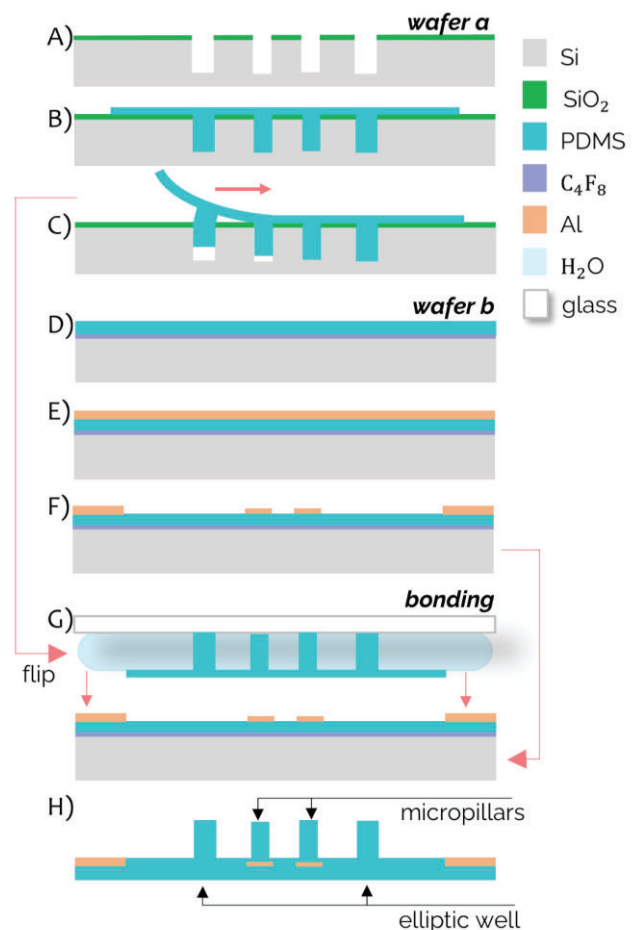 wafer a
A)
Si
SiO₂
B)
PDMS
C₄F₈
C)
Al
H₂O
glass
wafer b
D)
E)
F)
bonding
G)
flip
H)
micropillars
elliptic well